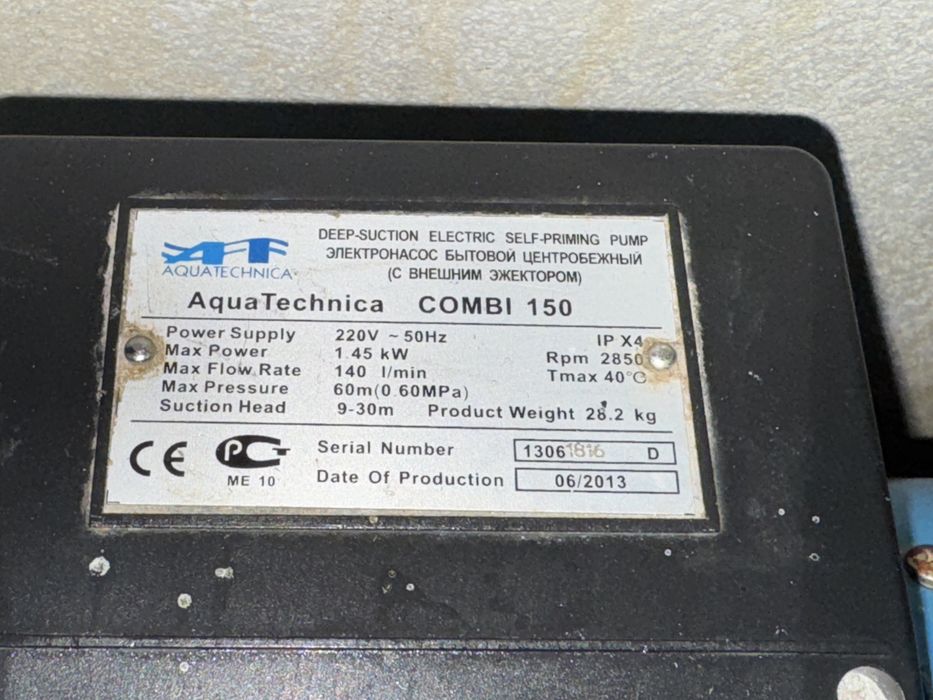 DEEP-SUCTION ELECTRIC SELF-PRIMING PUMP
ЭЛЕКТРОНАСОС БЫТОВОЙ ЦЕНТРОБЕЖНЫЙ
(С ВНЕШНИМ ЭЖЕКТОРОМ)
AQUATECHNICA
AquaTechnica COMBI 150
Power Supply 220V ~ 50Hz IP X4
Max Power 1.45 kW Rpm 2850
Max Flow Rate 140 l/min Tmax 40°C
Max Pressure 60m(0.60MPa)
Suction Head 9-30m Product Weight 28.2 kg
CE PCT Serial Number 13061816 D
ME 10 Date Of Production 06/2013